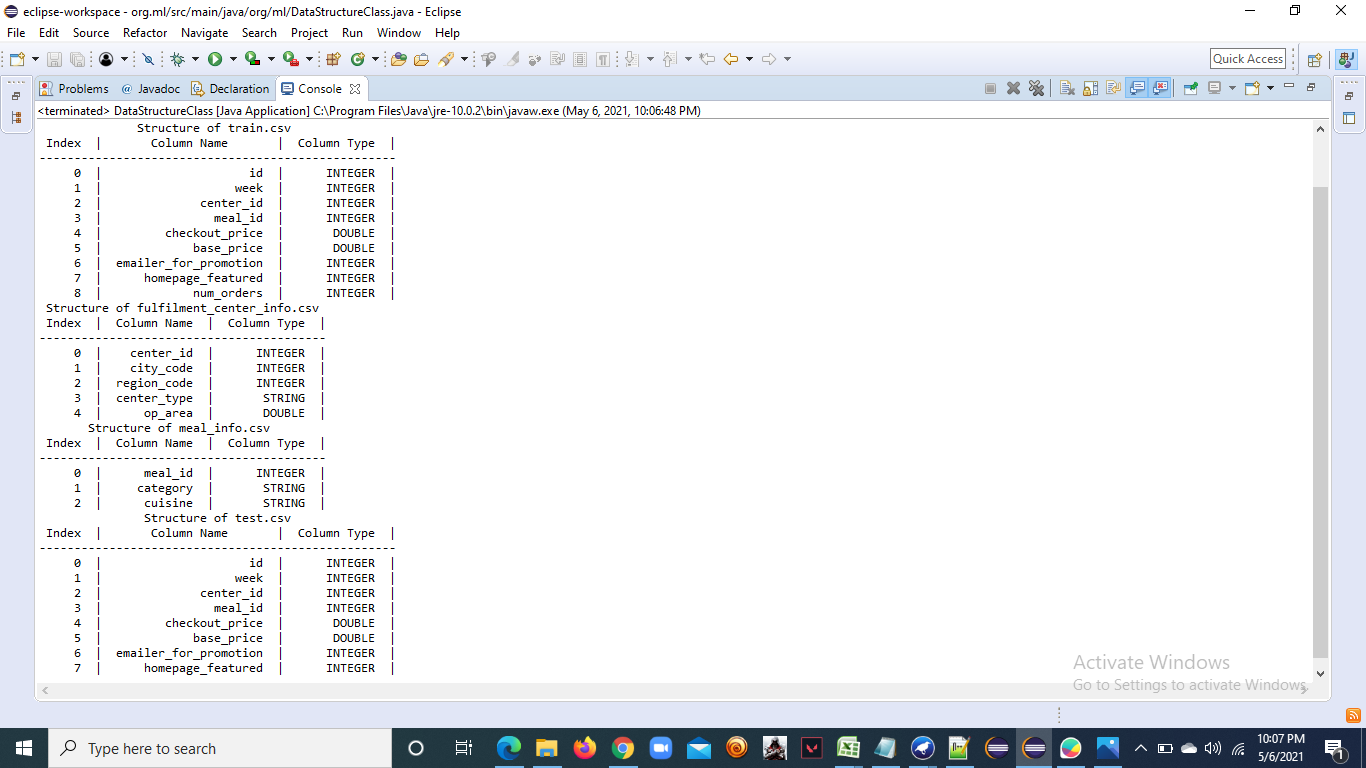 eclipse-workspace - org.ml/src/main/java/org/ml/DataStructureClass.java - Eclipse
File Edit Source Refactor Navigate Search Project Run Window Help
Quick Access
Problems @ Javadoc Declaration Console
<terminated> DataStructureClass [Java Application] C:\Program Files\Java\jre-10.0.2\bin\javaw.exe (May 6, 2021, 10:06:48 PM)
Structure of train.csv
Index | Column Name | Column Type |
---------------------------------------------------
0 | id | INTEGER |
1 | week | INTEGER |
2 | center_id | INTEGER |
3 | meal_id | INTEGER |
4 | checkout_price | DOUBLE |
5 | base_price | DOUBLE |
6 | emailer_for_promotion | INTEGER |
7 | homepage_featured | INTEGER |
8 | num_orders | INTEGER |
Structure of fulfilment_center_info.csv
Index | Column Name | Column Type |
-----------------------------------------
0 | center_id | INTEGER |
1 | city_code | INTEGER |
2 | region_code | INTEGER |
3 | center_type | STRING |
4 | op_area | DOUBLE |
Structure of meal_info.csv
Index | Column Name | Column Type |
-----------------------------------------
0 | meal_id | INTEGER |
1 | category | STRING |
2 | cuisine | STRING |
Structure of test.csv
Index | Column Name | Column Type |
---------------------------------------------------
0 | id | INTEGER |
1 | week | INTEGER |
2 | center_id | INTEGER |
3 | meal_id | INTEGER |
4 | checkout_price | DOUBLE |
5 | base_price | DOUBLE |
6 | emailer_for_promotion | INTEGER |
7 | homepage_featured | INTEGER |
Activate Windows
Go to Settings to activate Windows.
Type here to search
10:07 PM
5/6/2021
1